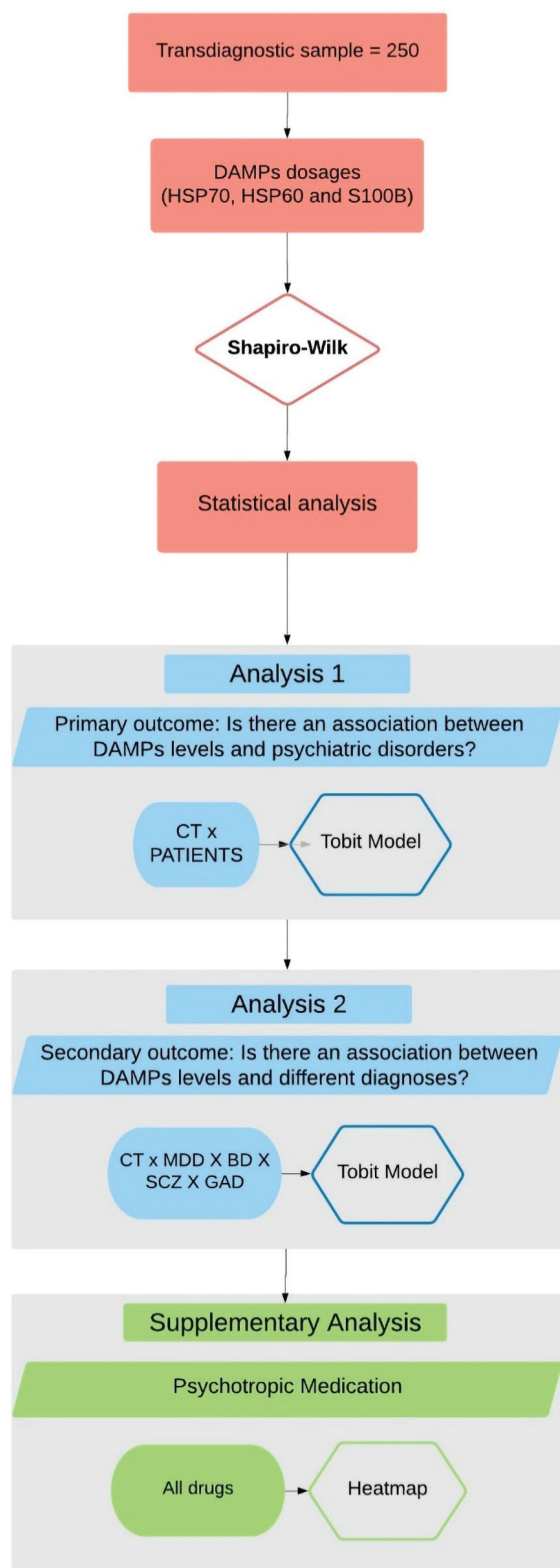 Transdiagnostic sample = 250
DAMPs dosages
(HSP70, HSP60 and S100B)
Shapiro-Wilk
Statistical analysis
Analysis 1
Primary outcome: Is there an association between
DAMPs levels and psychiatric disorders?
CT x
PATIENTS
Tobit Model
Analysis 2
Secondary outcome: Is there an association between
DAMPs levels and different diagnoses?
CT x MDD X BD X
SCZ X GAD
Tobit Model
Supplementary Analysis
Psychotropic Medication
All drugs
Heatmap